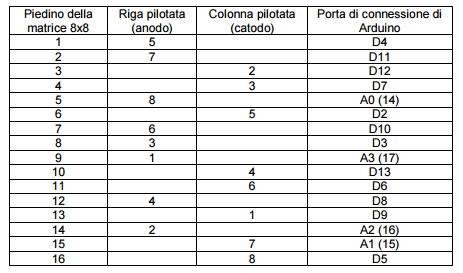 Piedino della matrice 8x8 Riga pilotata (anodo) Colonna pilotata (catodo) Porta di connessione di Arduino
1 5 D4
2 7 D11
3 2 D12
4 3 D7
5 8 A0 (14)
6 5 D2
7 6 D10
8 3 D3
9 1 A3 (17)
10 4 D13
11 6 D6
12 4 D8
13 1 D9
14 2 A2 (16)
15 7 A1 (15)
16 8 D5